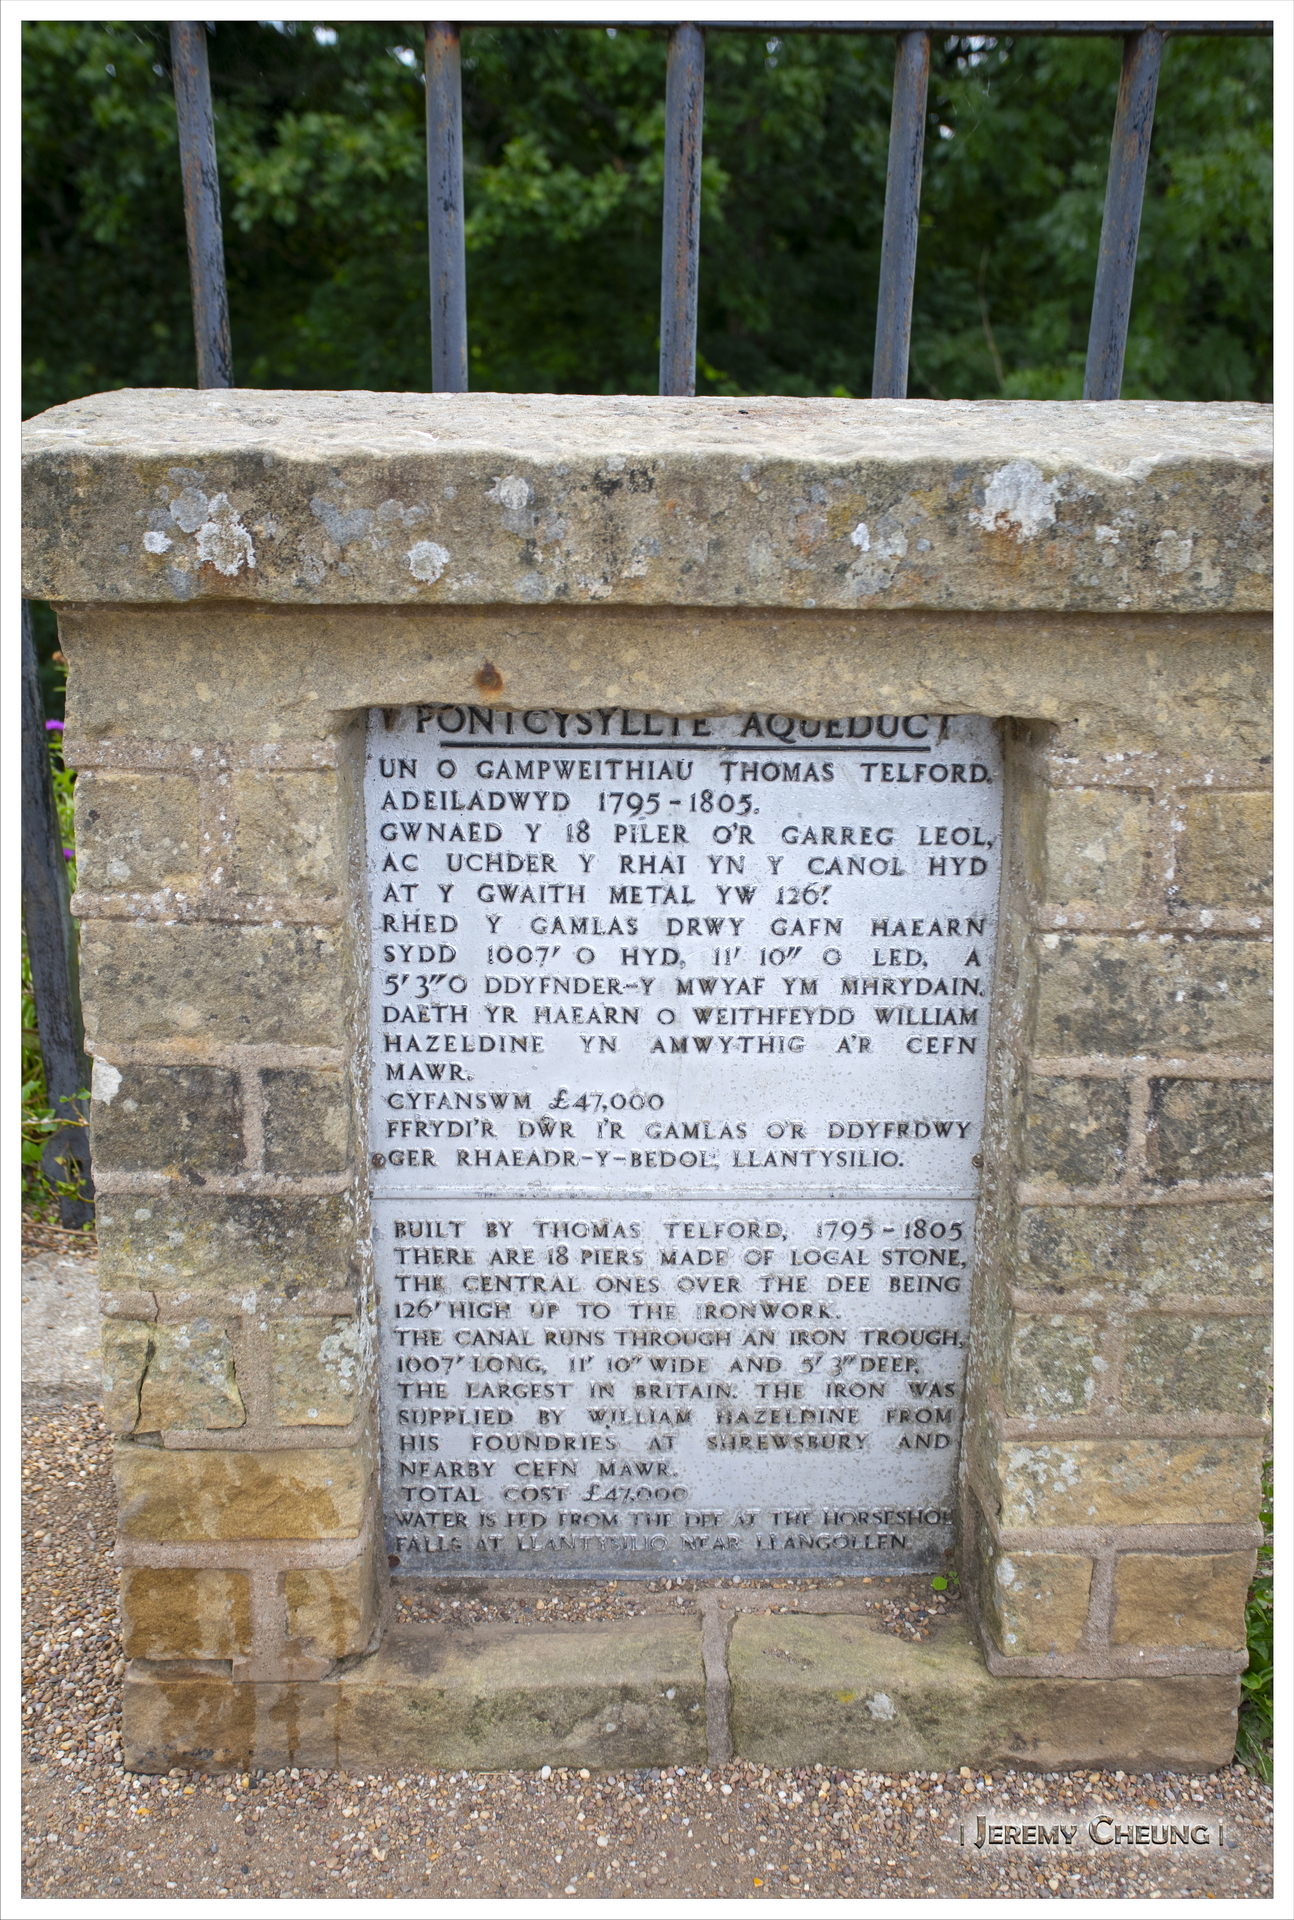 PONTCYSYLLTE AQUEDUCT
UN O GAMPWEITHIAU THOMAS TELFORD.
ADEILADWYD 1795-1805.
GWNAED Y 18 PILER O'R GARREG LEOL,
AC UCHDER Y RHAI YN Y CANOL HYD
AT Y GWAITH METAL YW 126'.
RHED Y GAMLAS DRWY GAFN HAEARN
SYDD 1007' O HYD, 11' 10" O LED, A
5' 3" O DDYFNDER-Y MWYAF YM MHRYDAIN.
DAETH YR HAEARN O WEITHFEYDD WILLIAM
HAZELDINE YN AMWYTHIG A'R CEFN
MAWR.
CYFANSWM £47,000
FFRYDI'R DŴR I'R GAMLAS O'R DDYFRDWY
GER RHAEADR-Y-BEDOL, LLANTYSILIO.
BUILT BY THOMAS TELFORD, 1795-1805
THERE ARE 18 PIERS MADE OF LOCAL STONE,
THE CENTRAL ONES OVER THE DEE BEING
126' HIGH UP TO THE IRONWORK.
THE CANAL RUNS THROUGH AN IRON TROUGH,
1007' LONG, 11' 10" WIDE AND 5' 3" DEEP,
THE LARGEST IN BRITAIN. THE IRON WAS
SUPPLIED BY WILLIAM HAZELDINE FROM
HIS FOUNDRIES AT SHREWSBURY AND
NEARBY CEFN MAWR.
TOTAL COST £47,000
WATER IS FED FROM THE DEE AT THE HORSESHOE
FALLS AT LLANTYSILIO NEAR LLANGOLLEN.
| JEREMY CHEUNG |